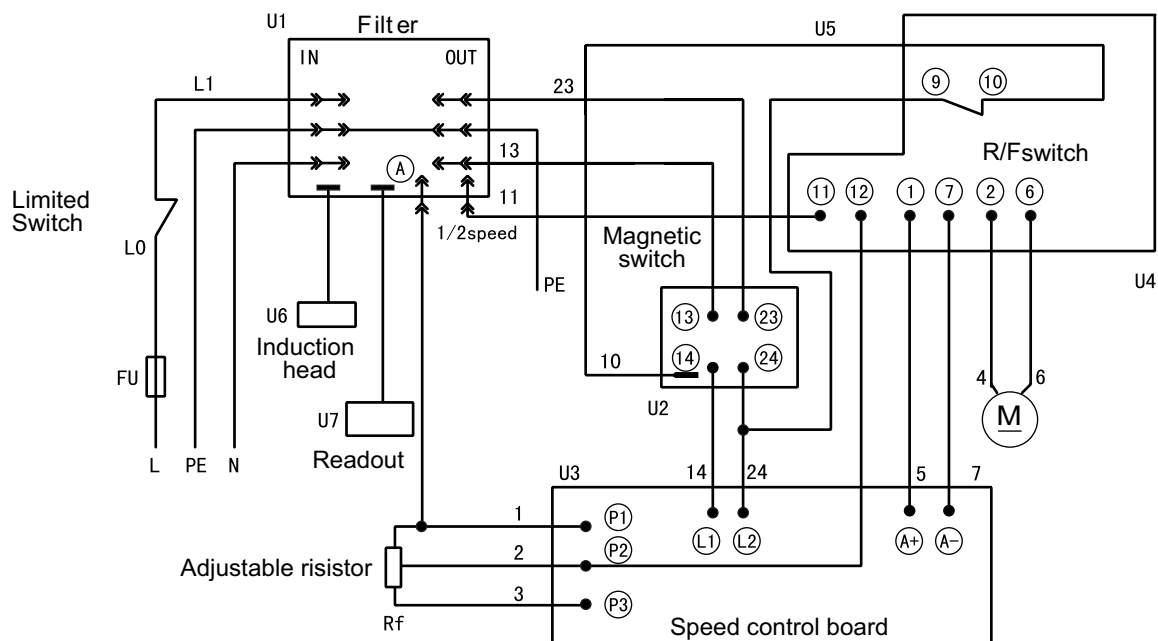 U1
Filter
U5
IN
OUT
L1
23
9
10
13
A
R/Fswitch
Limited
Switch
11
11
12
1
7
2
6
1/2speed
Magnetic
switch
L0
PE
U4
U6
13
23
Induction
head
10
14
24
FU
U2
4
6
M
U7
L
PE
N
Readout
U3
14
24
5
7
1
P1
L1
L2
A+
A-
2
P2
Adjustable risistor
3
P3
Rf
Speed control board